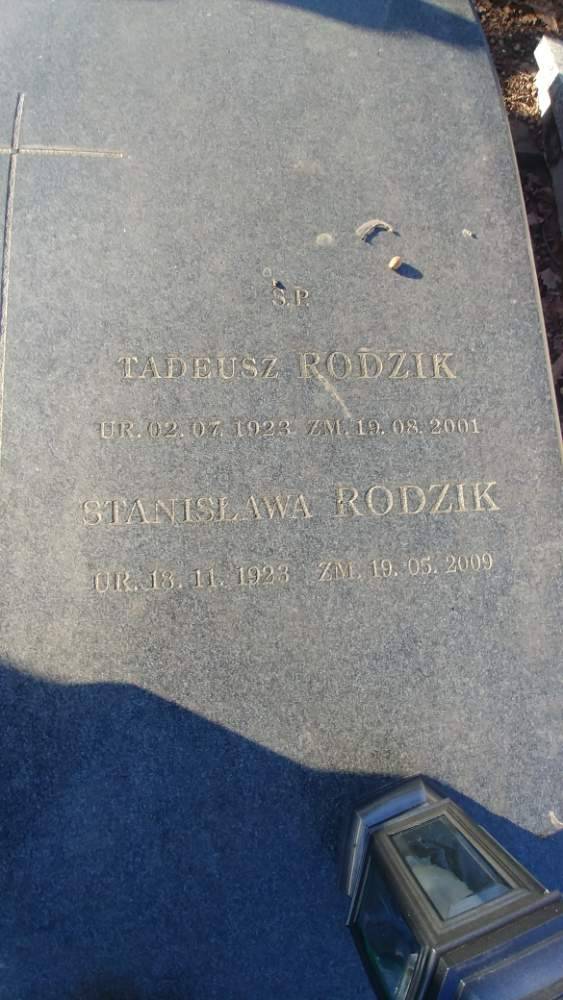 Ś.P.
TADEUSZ RODZIK
UR. 02. 07. 1923 ZM. 19. 08. 2001
STANISŁAWA RODZIK
UR. 13. 11. 1923 ZM. 19. 05. 2009